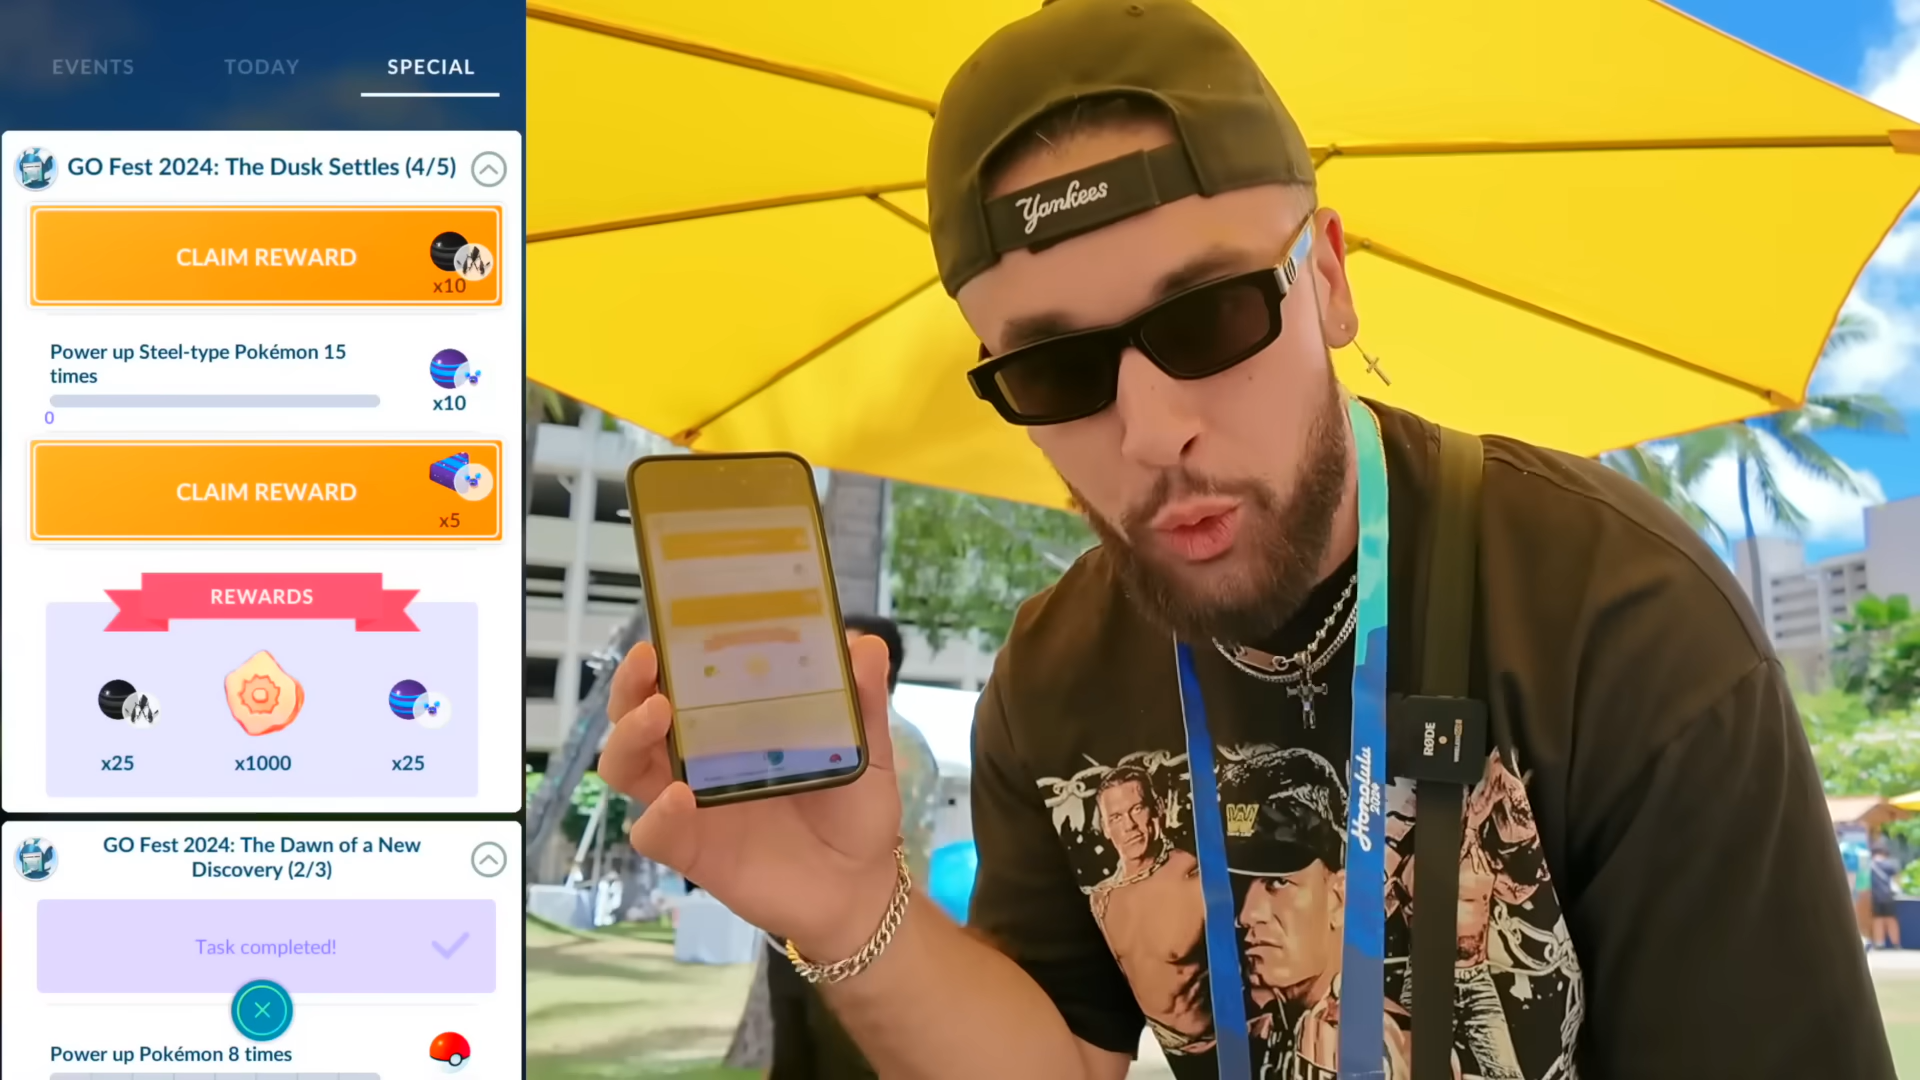 EVENTS
TODAY
SPECIAL
GO Fest 2024: The Dusk Settles (4/5)
CLAIM REWARD
x10
Power up Steel-type Pokémon 15
times
x10
0
CLAIM REWARD
x5
REWARDS
x25
x1000
x25
GO Fest 2024: The Dawn of a New
Discovery (2/3)
Task completed!
Power up Pokémon 8 times
Yankees
RØDE
Honolulu
2024